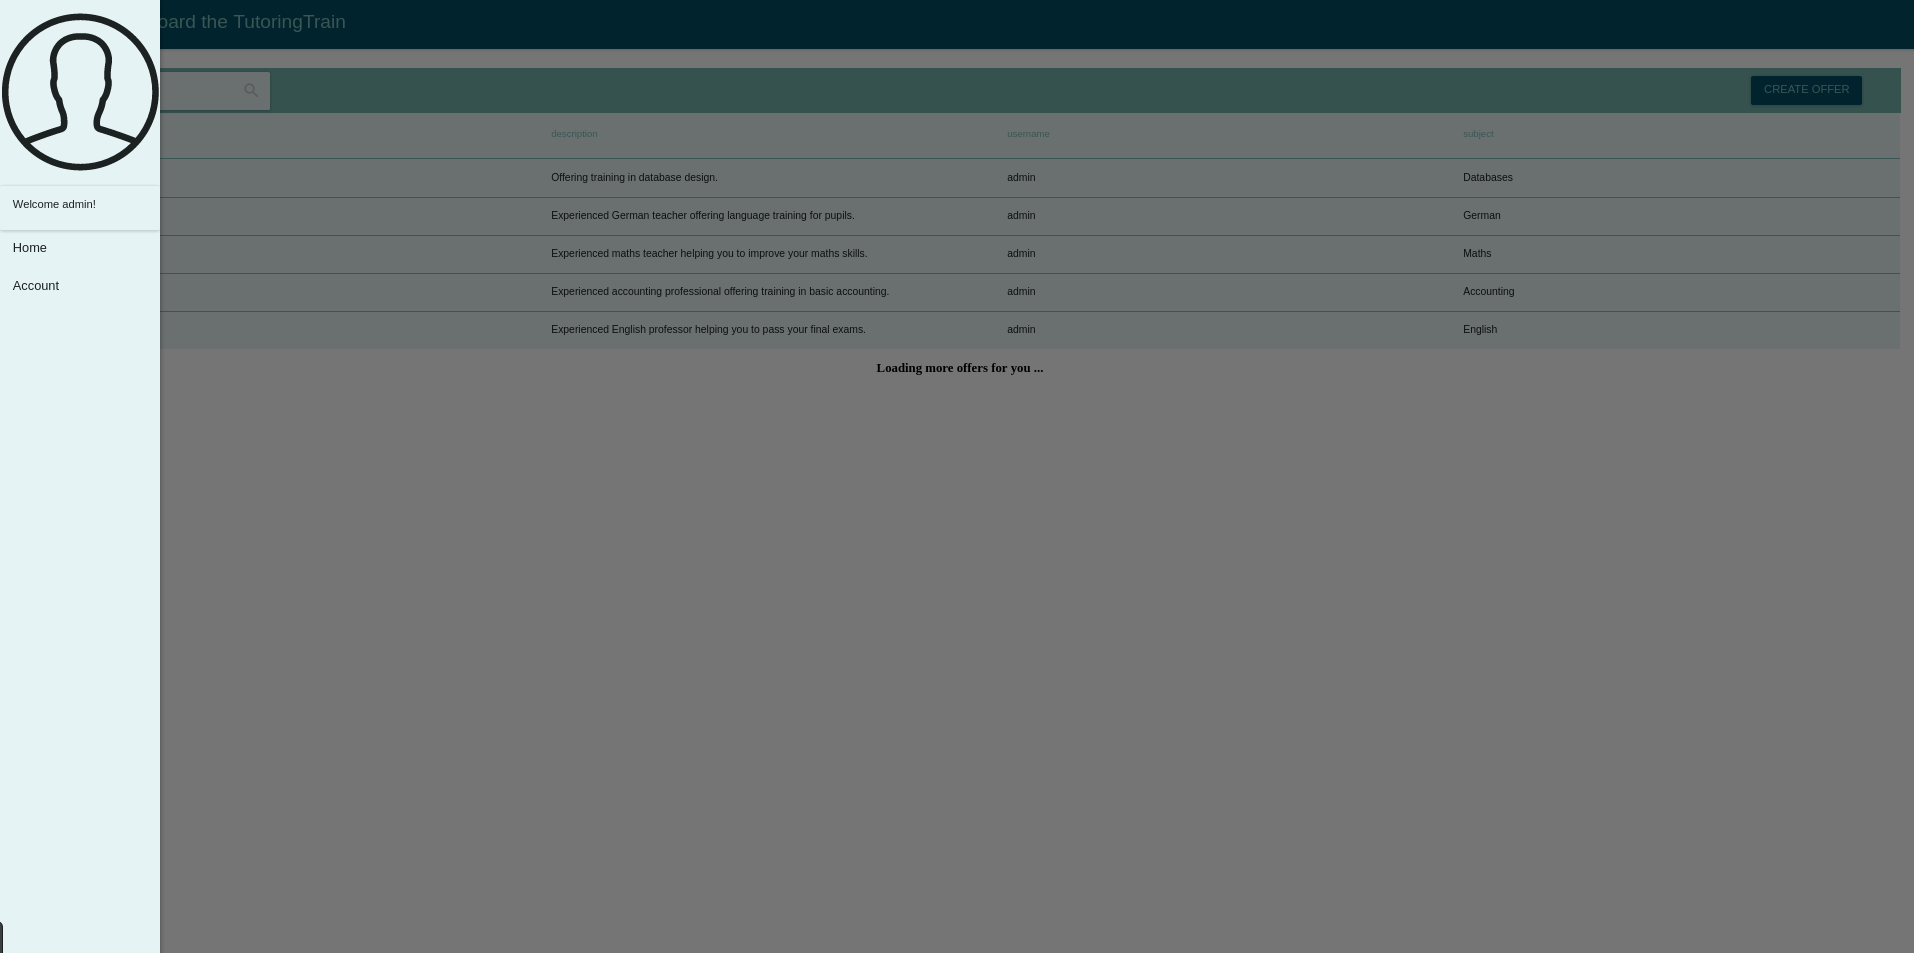 oard the TutoringTrain
CREATE OFFER
description username subject
Offering training in database design. admin Databases
Welcome admin!
Experienced German teacher offering language training for pupils. admin German
Home
Experienced maths teacher helping you to improve your maths skills. admin Maths
Account
Experienced accounting professional offering training in basic accounting. admin Accounting
Experienced English professor helping you to pass your final exams. admin English
Loading more offers for you ...